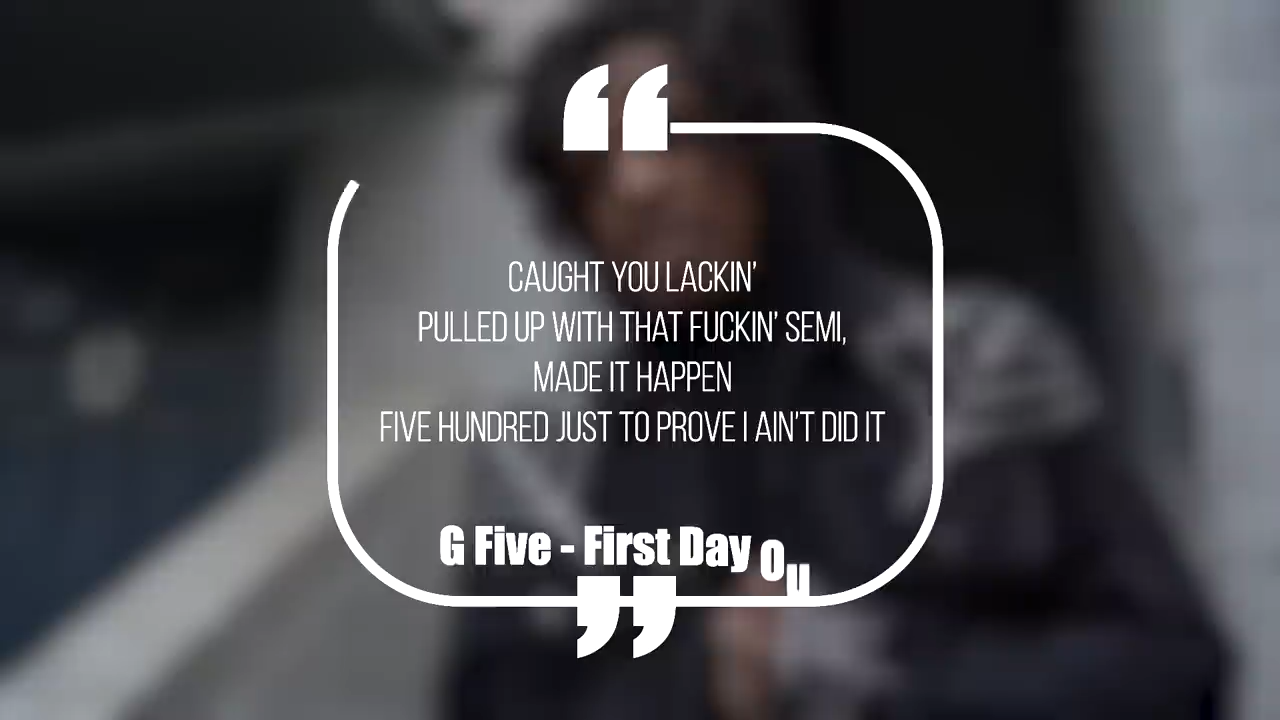 CAUGHT YOU LACKIN’
PULLED UP WITH THAT FUCKIN’ SEMI,
MADE IT HAPPEN
FIVE HUNDRED JUST TO PROVE I AIN’T DID IT
G Five - First Day Ou